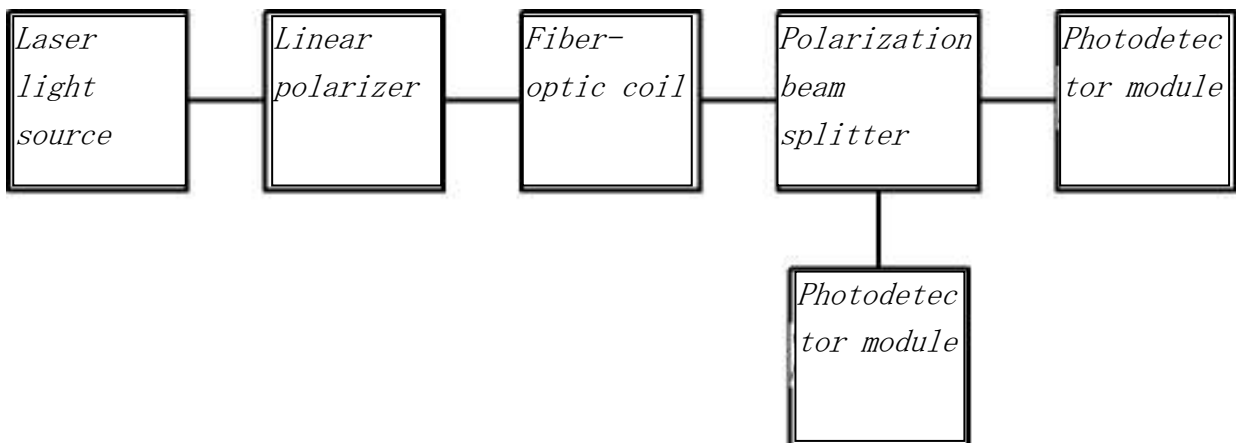 Laser
light
source
Linear
polarizer
Fiber-
optic coil
Polarization
beam
splitter
Photodetec
tor module
Photodetec
tor module